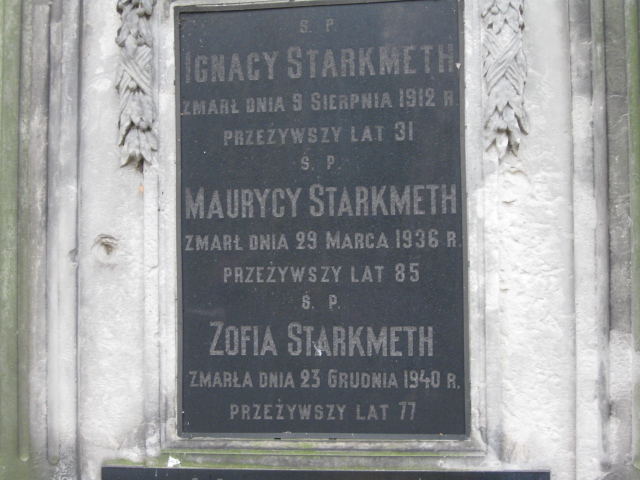 Ś. P.
IGNACY STARKMETH
ZMARŁ DNIA 9 SIERPNIA 1912 R.
PRZEŻYWSZY LAT 31
Ś. P.
MAURYCY STARKMETH
ZMARŁ DNIA 29 MARCA 1936 R.
PRZEŻYWSZY LAT 85
Ś. P.
ZOFIA STARKMETH
ZMARŁA DNIA 23 GRUDNIA 1940 R.
PRZEŻYWSZY LAT 77